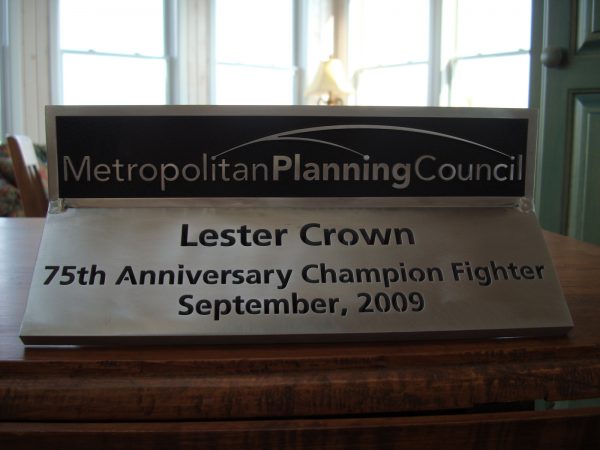 MetropolitanPlanningCouncil
Lester Crown
75th Anniversary Champion Fighter
September, 2009